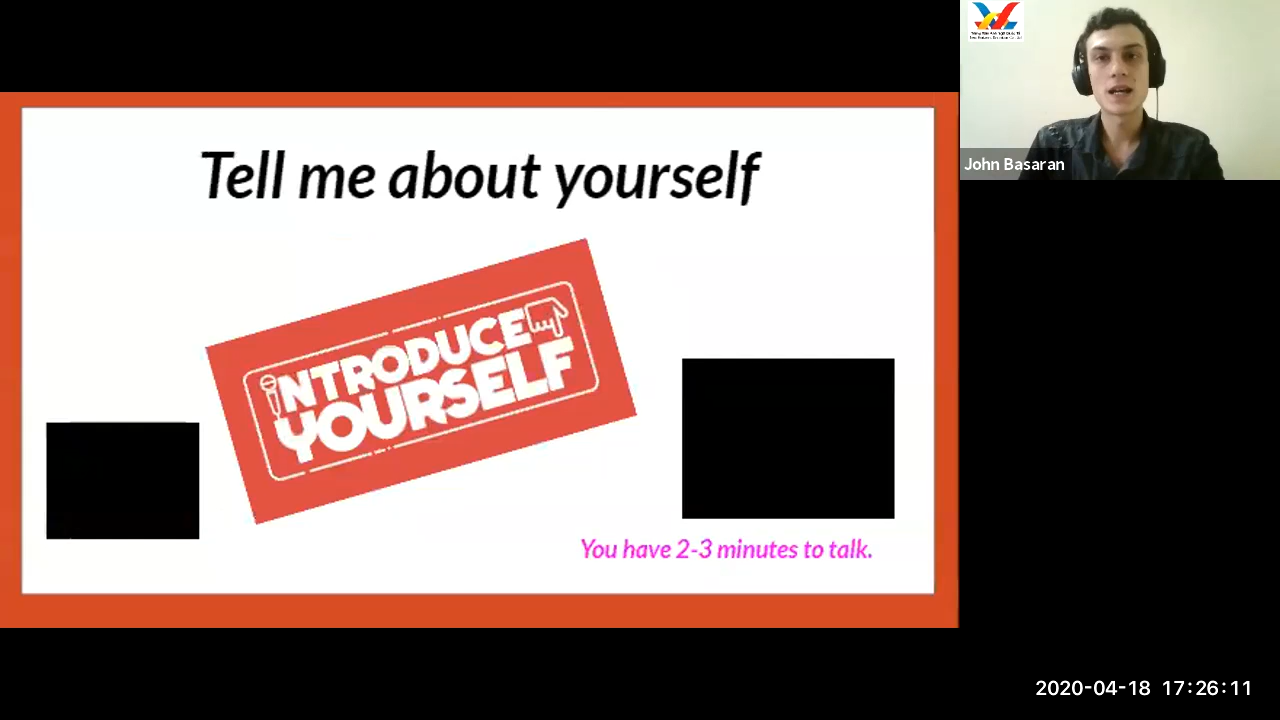 Tell me about yourself
iNTRODUCE
YOURSELF
You have 2-3 minutes to talk.
John Basaran
2020-04-18 17:26:11